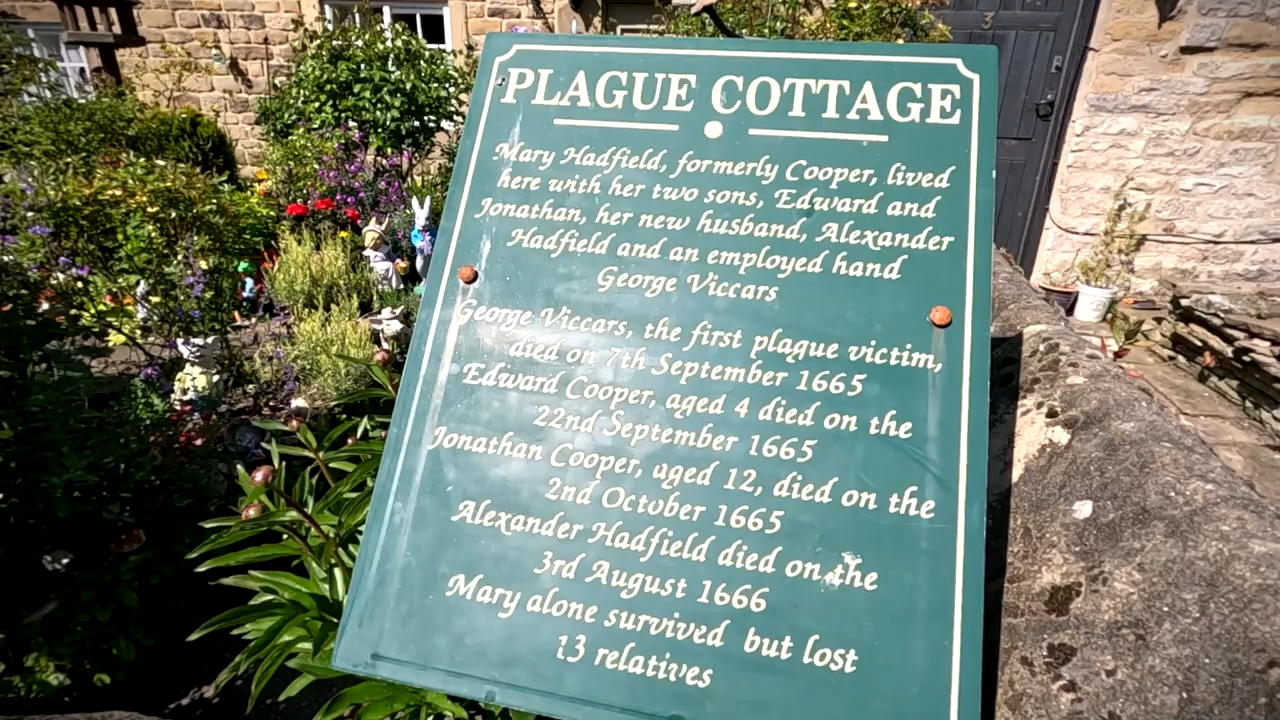 3
PLAGUE COTTAGE
Mary Hadfield, formerly Cooper, lived
here with her two sons, Edward and
Jonathan, her new husband, Alexander
Hadfield and an employed hand
George Viccars
George Viccars, the first plague victim,
died on 7th September 1665
Edward Cooper, aged 4 died on the
22nd September 1665
Jonathan Cooper, aged 12, died on the
2nd October 1665
Alexander Hadfield died on the
3rd August 1666
Mary alone survived but lost
13 relatives